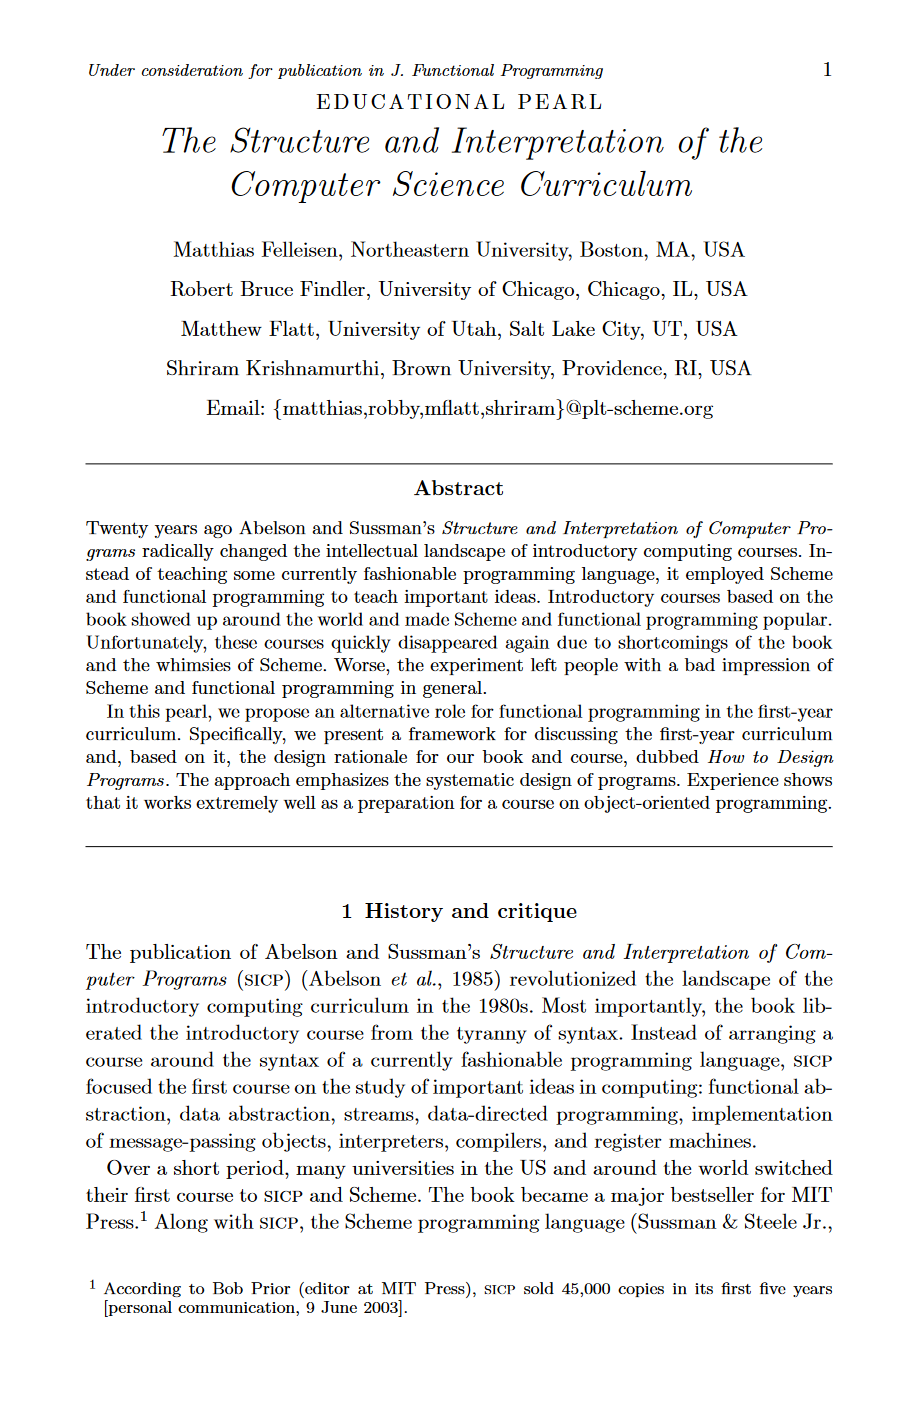 Under consideration for publication in J. Functional Programming 1
EDUCATIONAL PEARL
The Structure and Interpretation of the
Computer Science Curriculum
Matthias Felleisen, Northeastern University, Boston, MA, USA
Robert Bruce Findler, University of Chicago, Chicago, IL, USA
Matthew Flatt, University of Utah, Salt Lake City, UT, USA
Shriram Krishnamurthi, Brown University, Providence, RI, USA
Email: {matthias,robby,mflatt,shriram}@plt-scheme.org
Abstract
Twenty years ago Abelson and Sussman's Structure and Interpretation of Computer Pro-
grams radically changed the intellectual landscape of introductory computing courses. In-
stead of teaching some currently fashionable programming language, it employed Scheme
and functional programming to teach important ideas. Introductory courses based on the
book showed up around the world and made Scheme and functional programming popular.
Unfortunately, these courses quickly disappeared again due to shortcomings of the book
and the whimsies of Scheme. Worse, the experiment left people with a bad impression of
Scheme and functional programming in general.
In this pearl, we propose an alternative role for functional programming in the first-year
curriculum. Specifically, we present a framework for discussing the first-year curriculum
and, based on it, the design rationale for our book and course, dubbed How to Design
Programs. The approach emphasizes the systematic design of programs. Experience shows
that it works extremely well as a preparation for a course on object-oriented programming.
1 History and critique
The publication of Abelson and Sussman's Structure and Interpretation of Com-
puter Programs (SICP) (Abelson et al., 1985) revolutionized the landscape of the
introductory computing curriculum in the 1980s. Most importantly, the book lib-
erated the introductory course from the tyranny of syntax. Instead of arranging a
course around the syntax of a currently fashionable programming language, SICP
focused the first course on the study of important ideas in computing: functional ab-
straction, data abstraction, streams, data-directed programming, implementation
of message-passing objects, interpreters, compilers, and register machines.
Over a short period, many universities in the US and around the world switched
their first course to SICP and Scheme. The book became a major bestseller for MIT
Press.1 Along with SICP, the Scheme programming language (Sussman & Steele Jr.,
1 According to Bob Prior (editor at MIT Press), SICP sold 45,000 copies in its first five years
[personal communication, 9 June 2003].